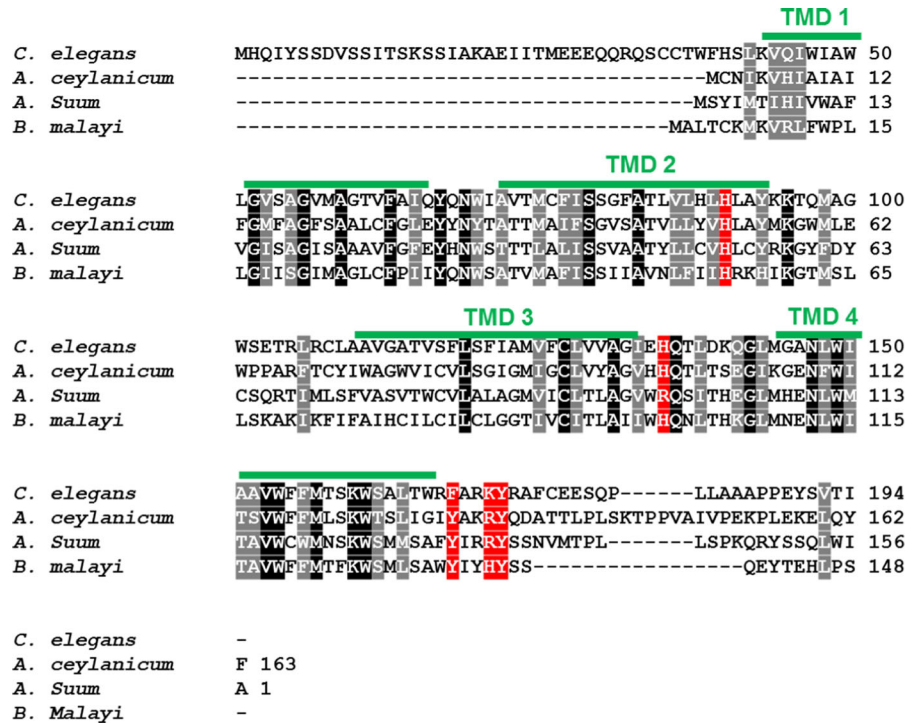 TMD 1
C. elegans MHQIYSSDVSSITSKSSIAKAEIITMEEEQQRQSCCTWFHSLKVQIWIAW 50
A. ceylanicum --------------------------------------MCNIKVHIAIAI 12
A. Suum -------------------------------------MSYIMTIHIVWAF 13
B. malayi -----------------------------------MALTCKMKVRLFWPL 15
TMD 2
C. elegans LGVSAGVMAGTVFAIQYQNWIAVTMCFISSGFATLVLHLHLAYKKTQMAG 100
A. ceylanicum FGMFAGFSAALCFGLEYYNYTATTMAIFSGVSATVLLYVHLAYMKGWMLE 62
A. Suum VGISAGISAAAVFGFEYHNWSTTTLALISSVAATYLLCVHLCYRKGYFDY 63
B. malayi LGIISGIMAGLCFPIIYQNWSATVMAFISSIIAVNLFIIHRKHIKGTMSL 65
TMD 3 TMD 4
C. elegans WSETRLRCLAAVGATVSFLSFIAMVFCLVVAGIEHQTLDKQGLMGANLWI 150
A. ceylanicum WPPARFTCYIWAGWVICVLSGIGMIGCLVYAGVHHQTLTSEGIKGENFWI 112
A. Suum CSQRTIMLSFVASVTWCVLALAGMVICLTLAGVWRQSITHEGLMHENLWM 113
B. malayi LSKAKIKFIFAIHCILCILCLGGTIVCITLAIIWHQNLTHKGLMNENLWI 115
C. elegans AAVWFFMTSKWSALTWRFARKYRAFCEESQP------LLAAAPPEYSVTI 194
A. ceylanicum TSVWFFMLSKWTSLIGIYAKRYQDATTLPLSKTPPVAIVPEKPLEKELQY 162
A. Suum TAVWCWMNSKWSMMSAFYIRRYSSNVMTPL-------LSPKQRYSSQLWI 156
B. malayi TAVWFFMTFKWSMLSAWYIYHYSS-----------------QEYTEHLPS 148
C. elegans -
A. ceylanicum F 163
A. Suum A 1
B. Malayi -